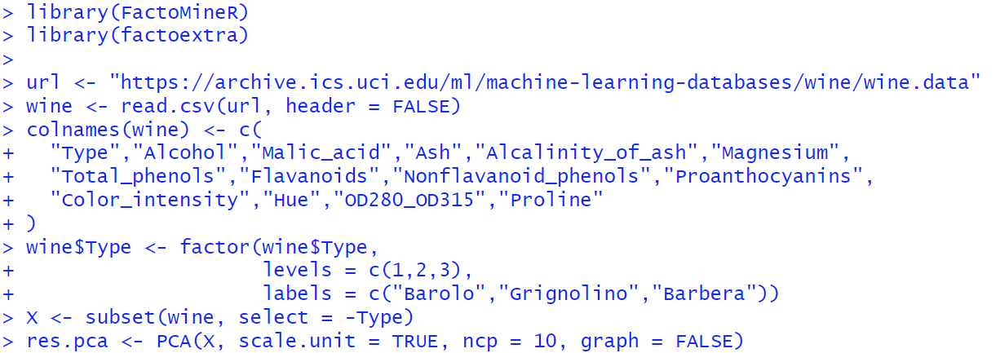 > library(FactoMineR)
> library(factoextra)
>
> url <- "https://archive.ics.uci.edu/ml/machine-learning-databases/wine/wine.data"
> wine <- read.csv(url, header = FALSE)
> colnames(wine) <- c(
+   "Type","Alcohol","Malic_acid","Ash","Alcalinity_of_ash","Magnesium",
+   "Total_phenols","Flavanoids","Nonflavanoid_phenols","Proanthocyanins",
+   "Color_intensity","Hue","OD280_OD315","Proline"
+ )
> wine$Type <- factor(wine$Type,
+                     levels = c(1,2,3),
+                     labels = c("Barolo","Grignolino","Barbera"))
> X <- subset(wine, select = -Type)
> res.pca <- PCA(X, scale.unit = TRUE, ncp = 10, graph = FALSE)